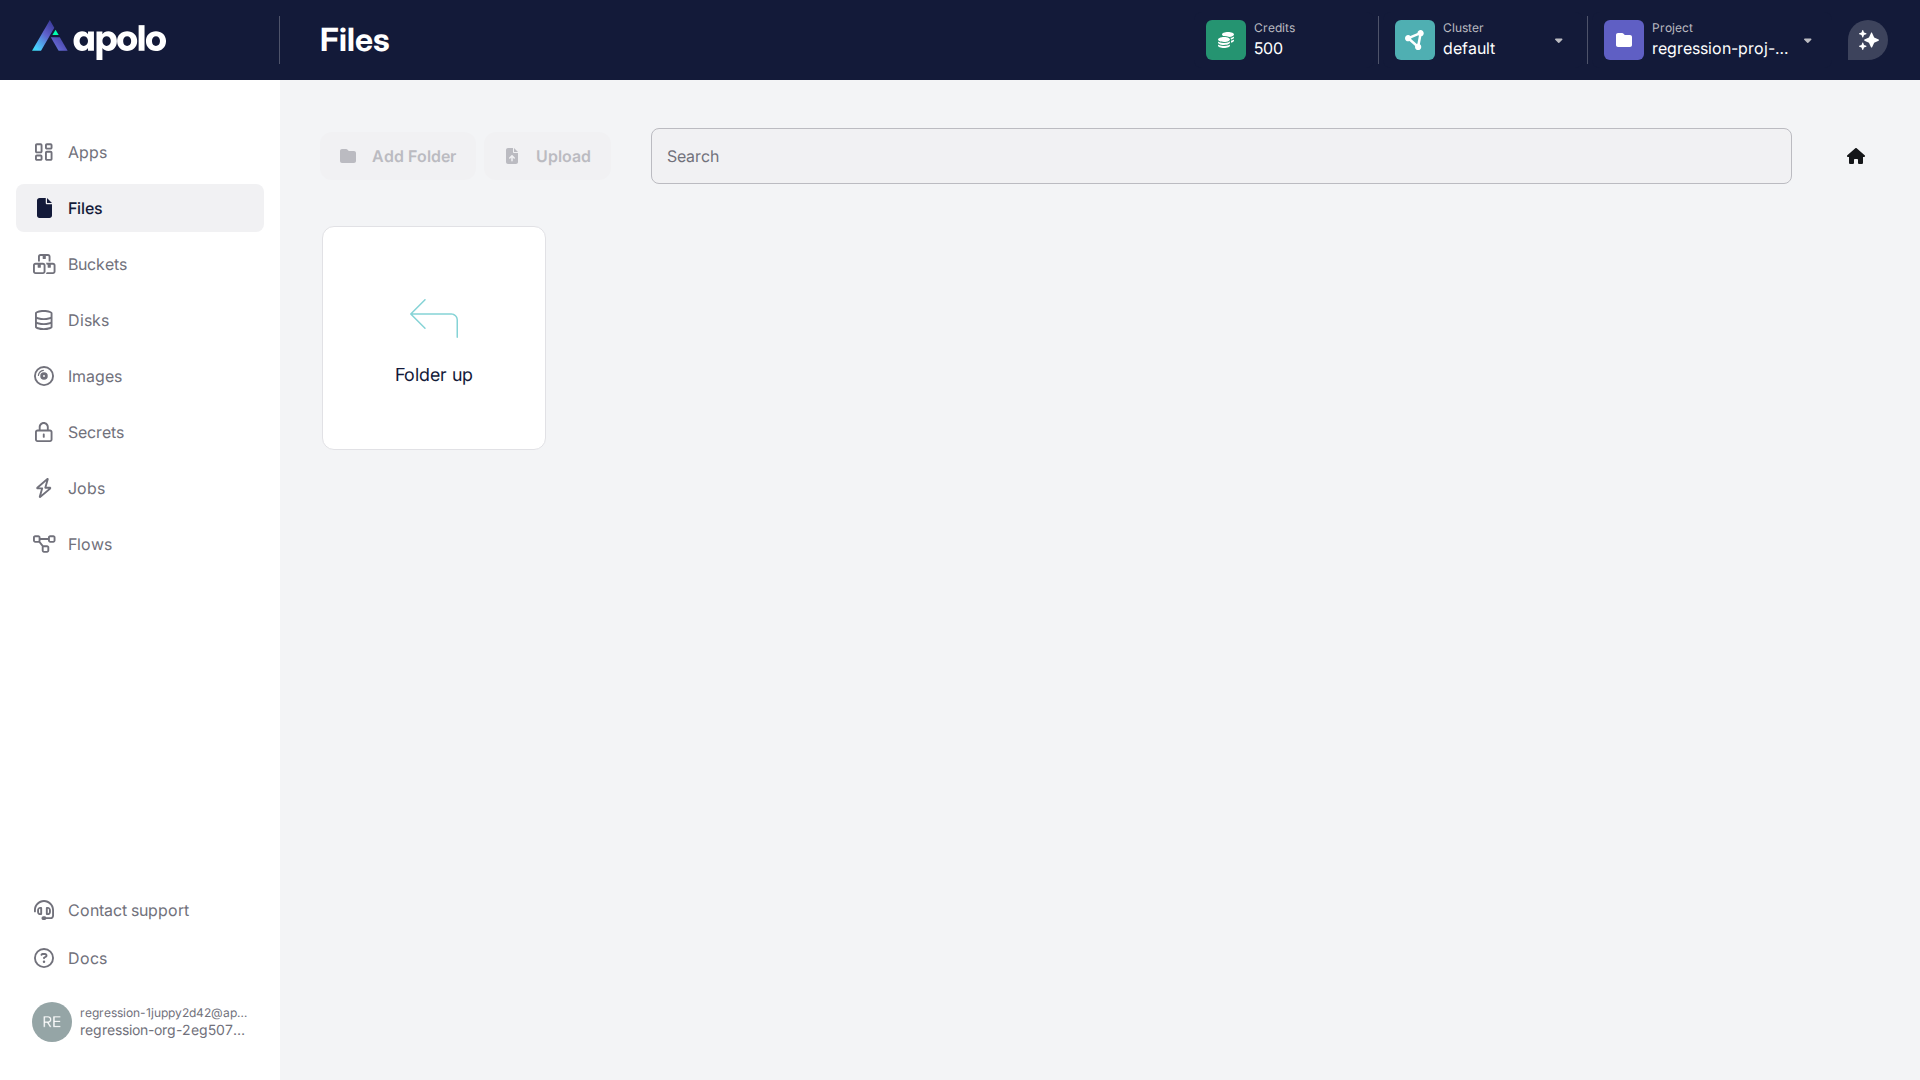 apolo
Files
Credits
500
Cluster
default
Project
regression-proj-...
Apps
Files
Buckets
Disks
Images
Secrets
Jobs
Flows
Add Folder
Upload
Search
Folder up
Contact support
Docs
RE
regression-1juppy2d42@ap...
regression-org-2eg507...